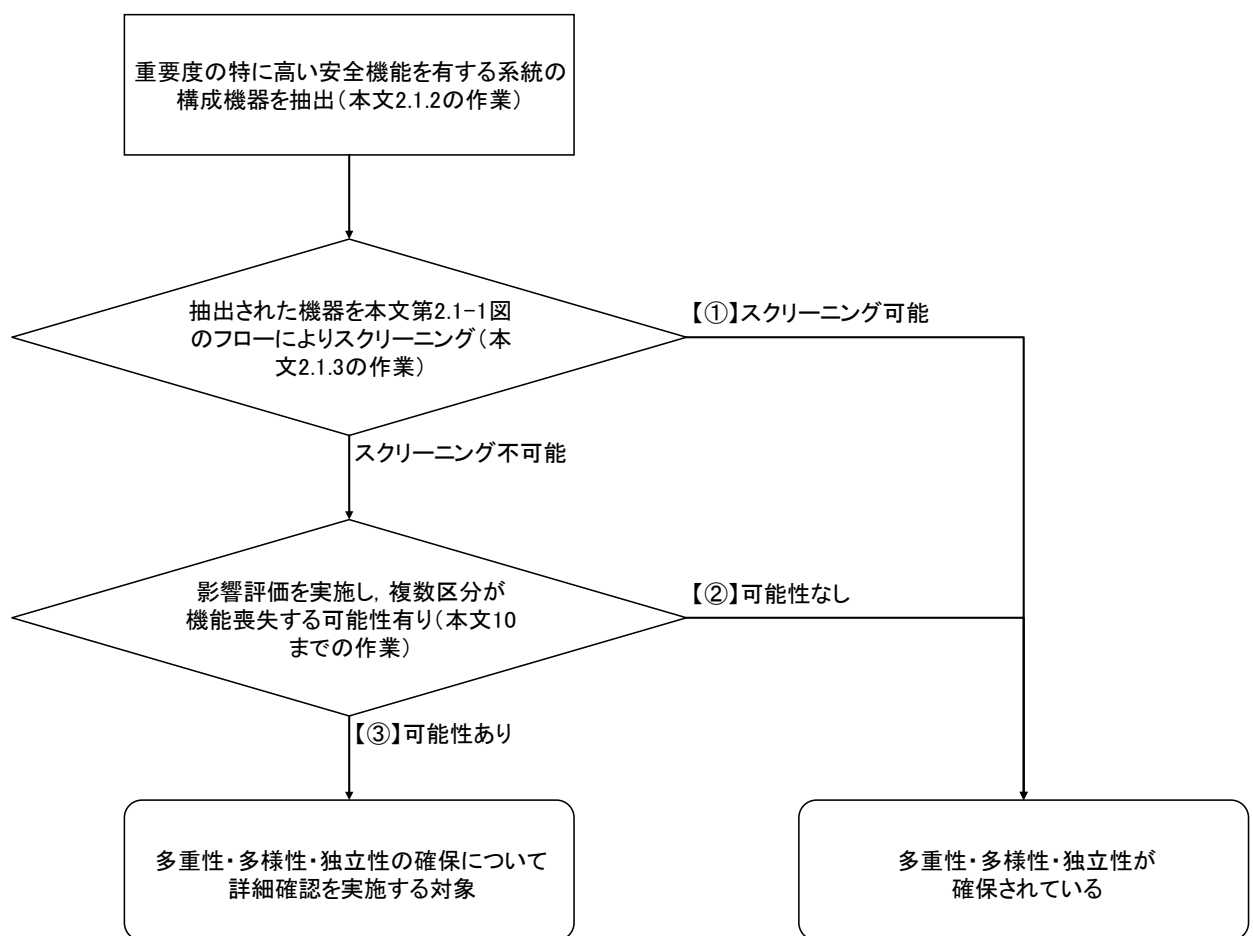 重要度の特に高い安全機能を有する系統の
構成機器を抽出（本文2.1.2の作業）
抽出された機器を本文第2.1-1図
のフローによりスクリーニング（本
文2.1.3の作業）
【①】スクリーニング可能
スクリーニング不可能
影響評価を実施し，複数区分が
機能喪失する可能性有り（本文10
までの作業）
【②】可能性なし
【③】可能性あり
多重性・多様性・独立性の確保について
詳細確認を実施する対象
多重性・多様性・独立性が
確保されている